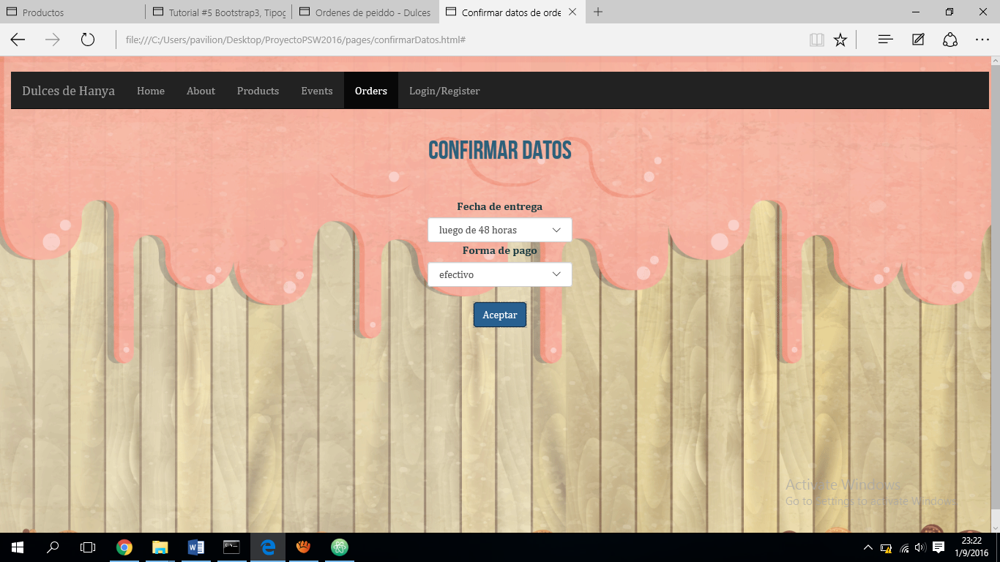 Productos
Tutorial #5 Bootstrap3, Tipog
Ordenes de peiddo - Dulces
Confirmar datos de orde
file:///C:/Users/pavilion/Desktop/ProyectoPSW2016/pages/confirmarDatos.html#
Dulces de Hanya Home About Products Events Orders Login/Register
CONFIRMAR DATOS
Fecha de entrega
luego de 48 horas
Forma de pago
efectivo
Aceptar
Activate Windows
Go to Settings to activate Windows.
23:22
1/9/2016